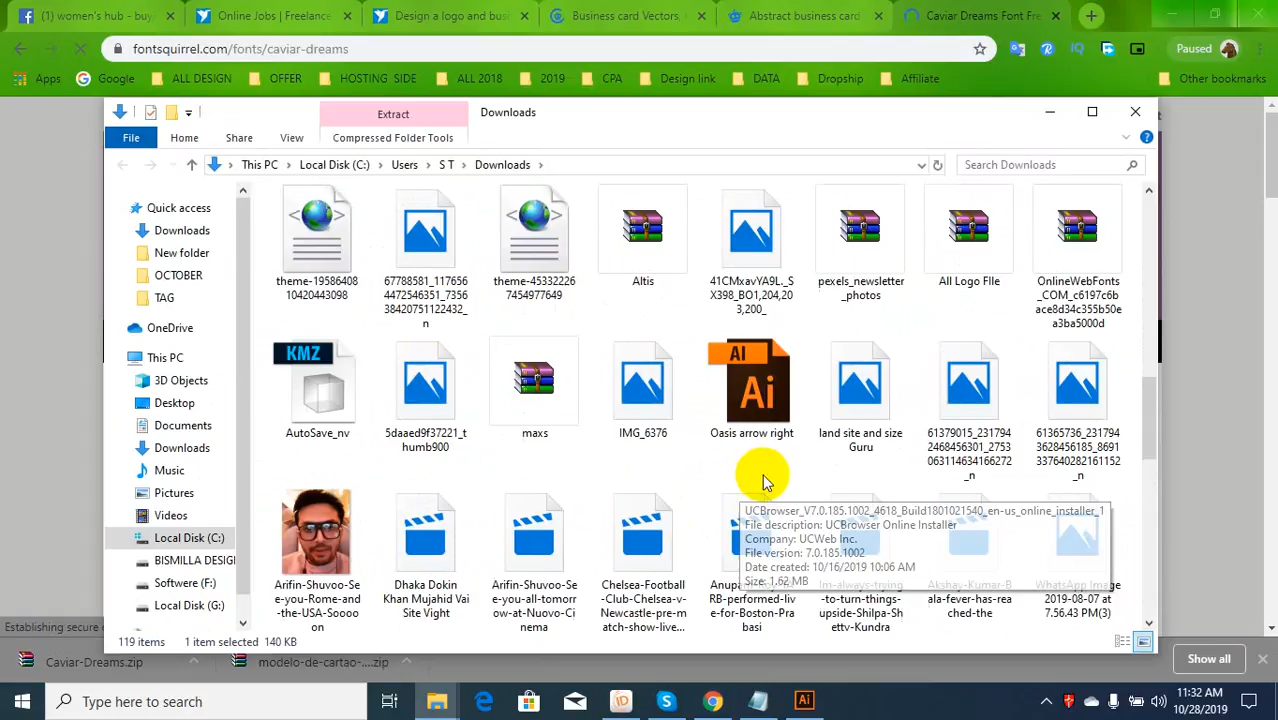 women's hub - buy/
Online Jobs | Freelance
Design a logo and bus
Business card Vectors,
Abstract business card
Caviar Dreams Font Fre
fontsquirrel.com/fonts/caviar-dreams
Paused
Apps
Google
ALL DESIGN
OFFER
HOSTING SIDE
ALL 2018
2019
CPA
Design link
DATA
Dropship
Affiliate
Other bookmarks
Extract
Downloads
File
Home
Share
View
Compressed Folder Tools
This PC
Local Disk (C:)
Users
S T
Downloads
Search Downloads
Quick access
Downloads
New folder
OCTOBER
TAG
OneDrive
This PC
3D Objects
Desktop
Documents
Downloads
Music
Pictures
Videos
Local Disk (C:)
BISMILLA DESIG
Softwere (F:)
Local Disk (G:)
theme-19586408
10420443098
67788581_117656
4472546351_7356
38420751122432_
n
theme-45332226
7454977649
Altis
41CMxavYA9L._S
X398_BO1,204,20
3,200_
pexels_newsletter
_photos
All Logo FIle
OnlineWebFonts
_COM_c6197c6b
ace8d34c355b50e
a3ba5000d
KMZ
AutoSave_nv
5daaed9f37221_t
humb900
maxs
IMG_6376
AI
Ai
Oasis arrow right
land site and size
Guru
61379015_231794
2468456301_2753
063114634166272
_n
61365736_231794
3628456185_8691
337640282161152
_n
UCBrowser_V7.0.185.1002_4618_Build1801021540_en-us_online_installer_1
File description: UCBrowser Online Installer
Company: UCWeb Inc.
File version: 7.0.185.1002
Date created: 10/16/2019 10:06 AM
Size: 1.62 MB
Arifin-Shuvoo-Se
e-you-Rome-and
-the-USA-Soooo
on
Dhaka Dokin
Khan Mujahid Vai
Site Vight
Arifin-Shuvoo-Se
e-you-all-tomorr
ow-at-Nuovo-Ci
nema
Chelsea-Football
-Club-Chelsea-v
-Newcastle-pre-m
atch-show-live...
Anupa
RB-performed-liv
e-for-Boston-Pra
basi
Im-always-trying
-to-turn-things-
upside-Shilpa-Sh
etty-Kundra
Akshay-Kumar-B
ala-fever-has-rea
ched-the
WhatsApp Image
2019-08-07 at
7.56.43 PM(3)
119 items
1 item selected 140 KB
Establishing secure
Caviar-Dreams.zip
modelo-de-cartao-....zip
Show all
Type here to search
iD
Ai
11:32 AM
10/28/2019